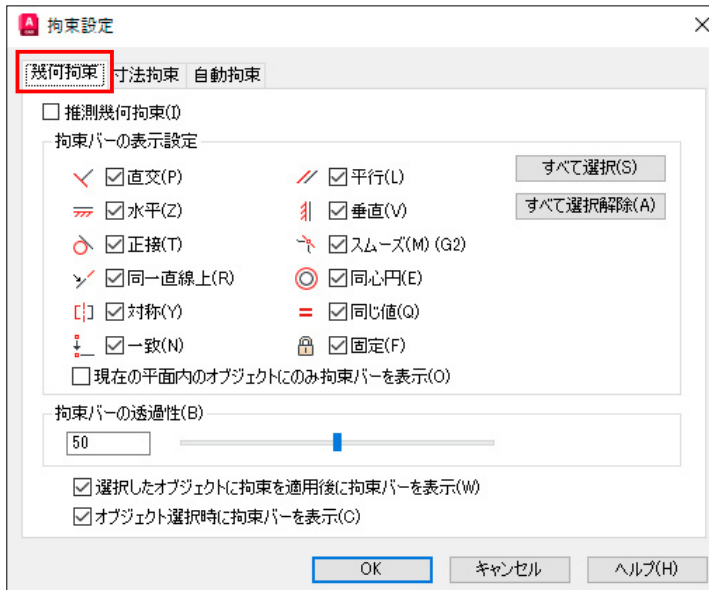 拘束設定
幾何拘束 寸法拘束 自動拘束
推測幾何拘束(I)
拘束バーの表示設定
直交(P) 平行(L) すべて選択(S)
水平(Z) 垂直(V) すべて選択解除(A)
正接(T) スムーズ(M) (G2)
同一直線上(R) 同心円(E)
対称(Y) 同じ値(Q)
一致(N) 固定(F)
現在の平面内のオブジェクトにのみ拘束バーを表示(O)
拘束バーの透過性(B)
50
選択したオブジェクトに拘束を適用後に拘束バーを表示(W)
オブジェクト選択時に拘束バーを表示(C)
OK キャンセル ヘルプ(H)